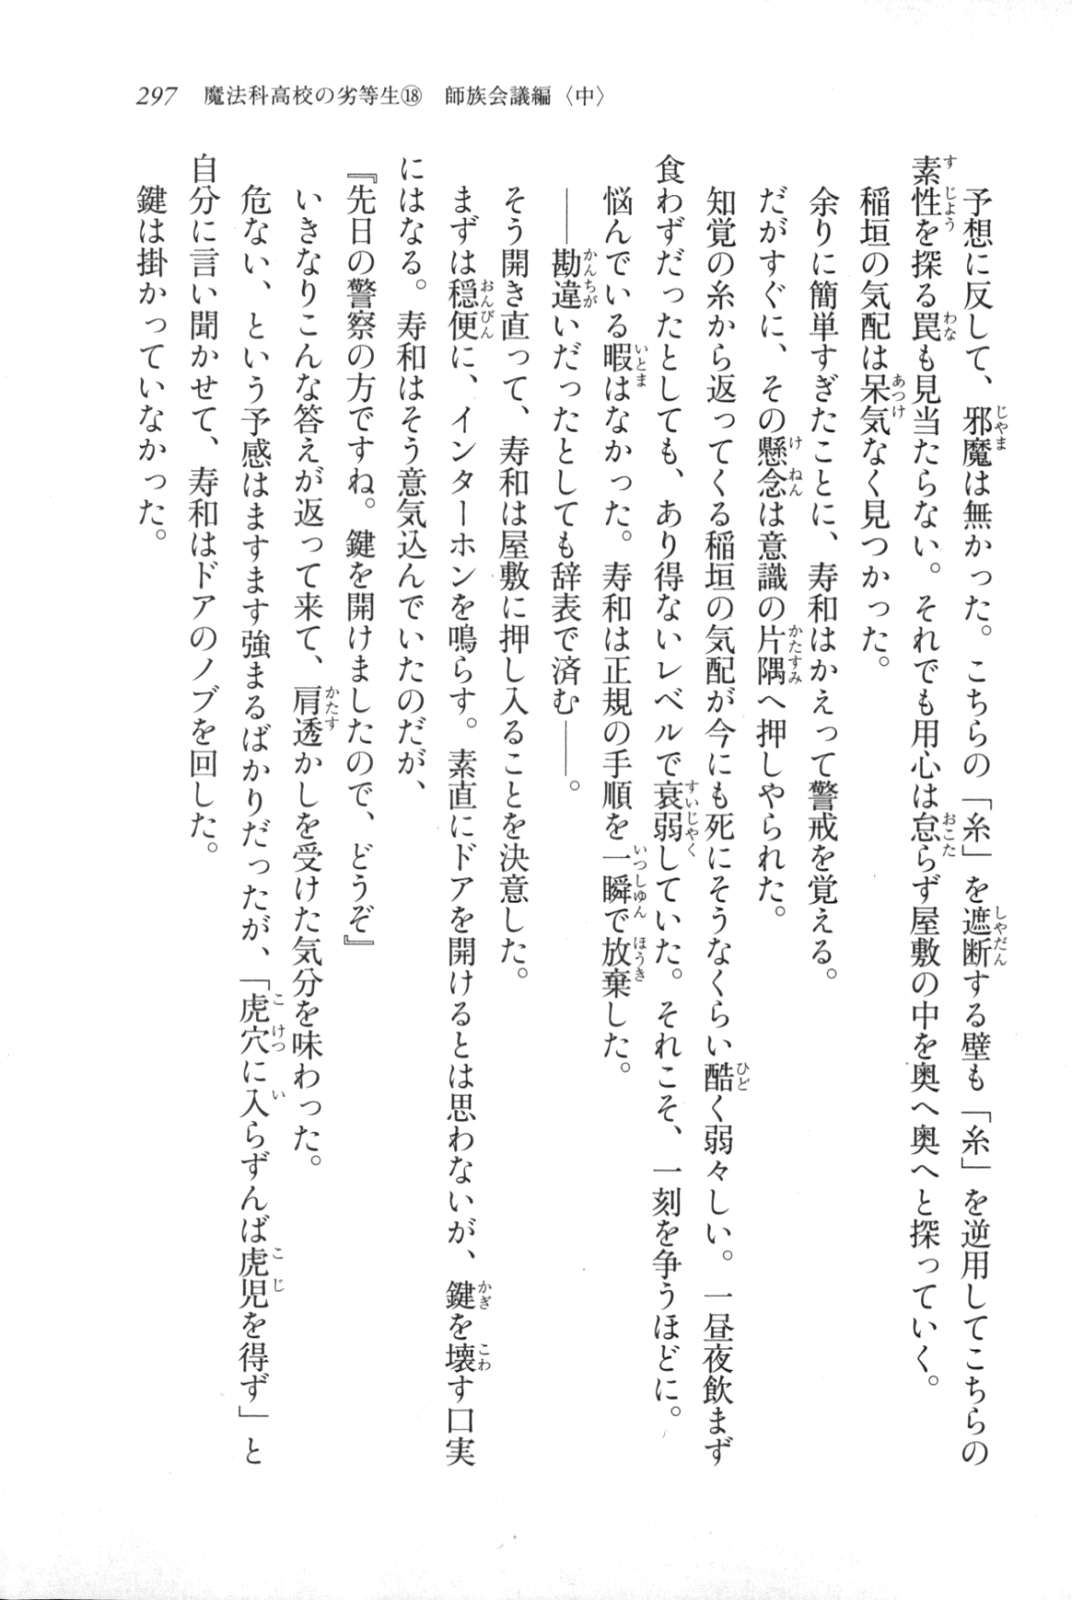 297 魔法科高校の劣等生⑱ 師族会議編〈中〉
予想に反して、邪魔は無かった。こちらの「糸」を遮断する壁も「糸」を逆用してこちらの
素性を探る罠も見当たらない。それでも用心は怠らず屋敷の中を奥へ奥へと探っていく。
稲垣の気配は呆気なく見つかった。
余りに簡単すぎたことに、寿和はかえって警戒を覚える。
だがすぐに、その懸念は意識の片隅へ押しやられた。
知覚の糸から返ってくる稲垣の気配が今にも死にそうなくらい酷く弱々しい。一昼夜飲まず
食わずだったとしても、あり得ないレベルで衰弱していた。それこそ、一刻を争うほどに。
悩んでいる暇はなかった。寿和は正規の手順を一瞬で放棄した。
――勘違いだったとしても辞表で済む――。
そう開き直って、寿和は屋敷に押し入ることを決意した。
まずは穏便に、インターホンを鳴らす。素直にドアを開けるとは思わないが、鍵を壊す口実
にはなる。寿和はそう意気込んでいたのだが、
『先日の警察の方ですね。鍵を開けましたので、どうぞ』
いきなりこんな答えが返って来て、肩透かしを受けた気分を味わった。
危ない、という予感はますます強まるばかりだったが、「虎穴に入らずんば虎児を得ず」と
自分に言い聞かせて、寿和はドアのノブを回した。
鍵は掛かっていなかった。